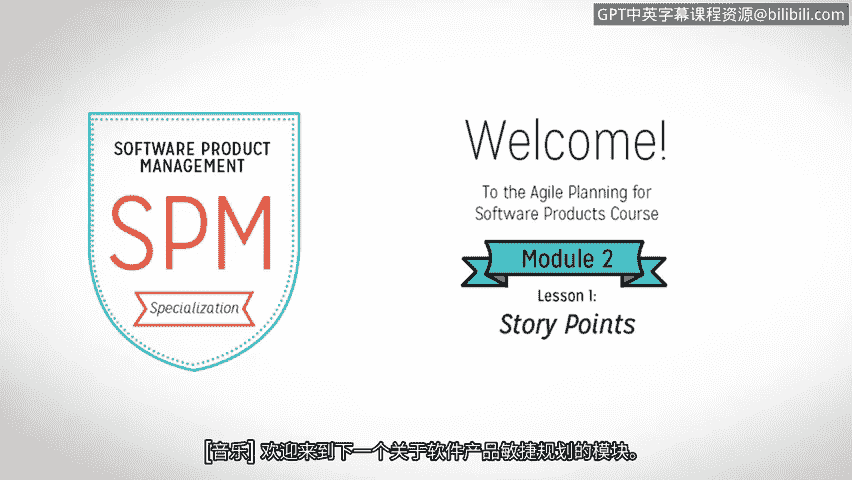 GPT中英字幕课程资源@bilibili.com
SOFTWARE PRODUCT
MANAGEMENT
SPM
Specialization
Welcome!
To the Agile Planning for
Software Products Course
Module 2
Lesson 1:
Story Points
[音乐] 欢迎来到下一个关于软件产品敏捷规划的模块。